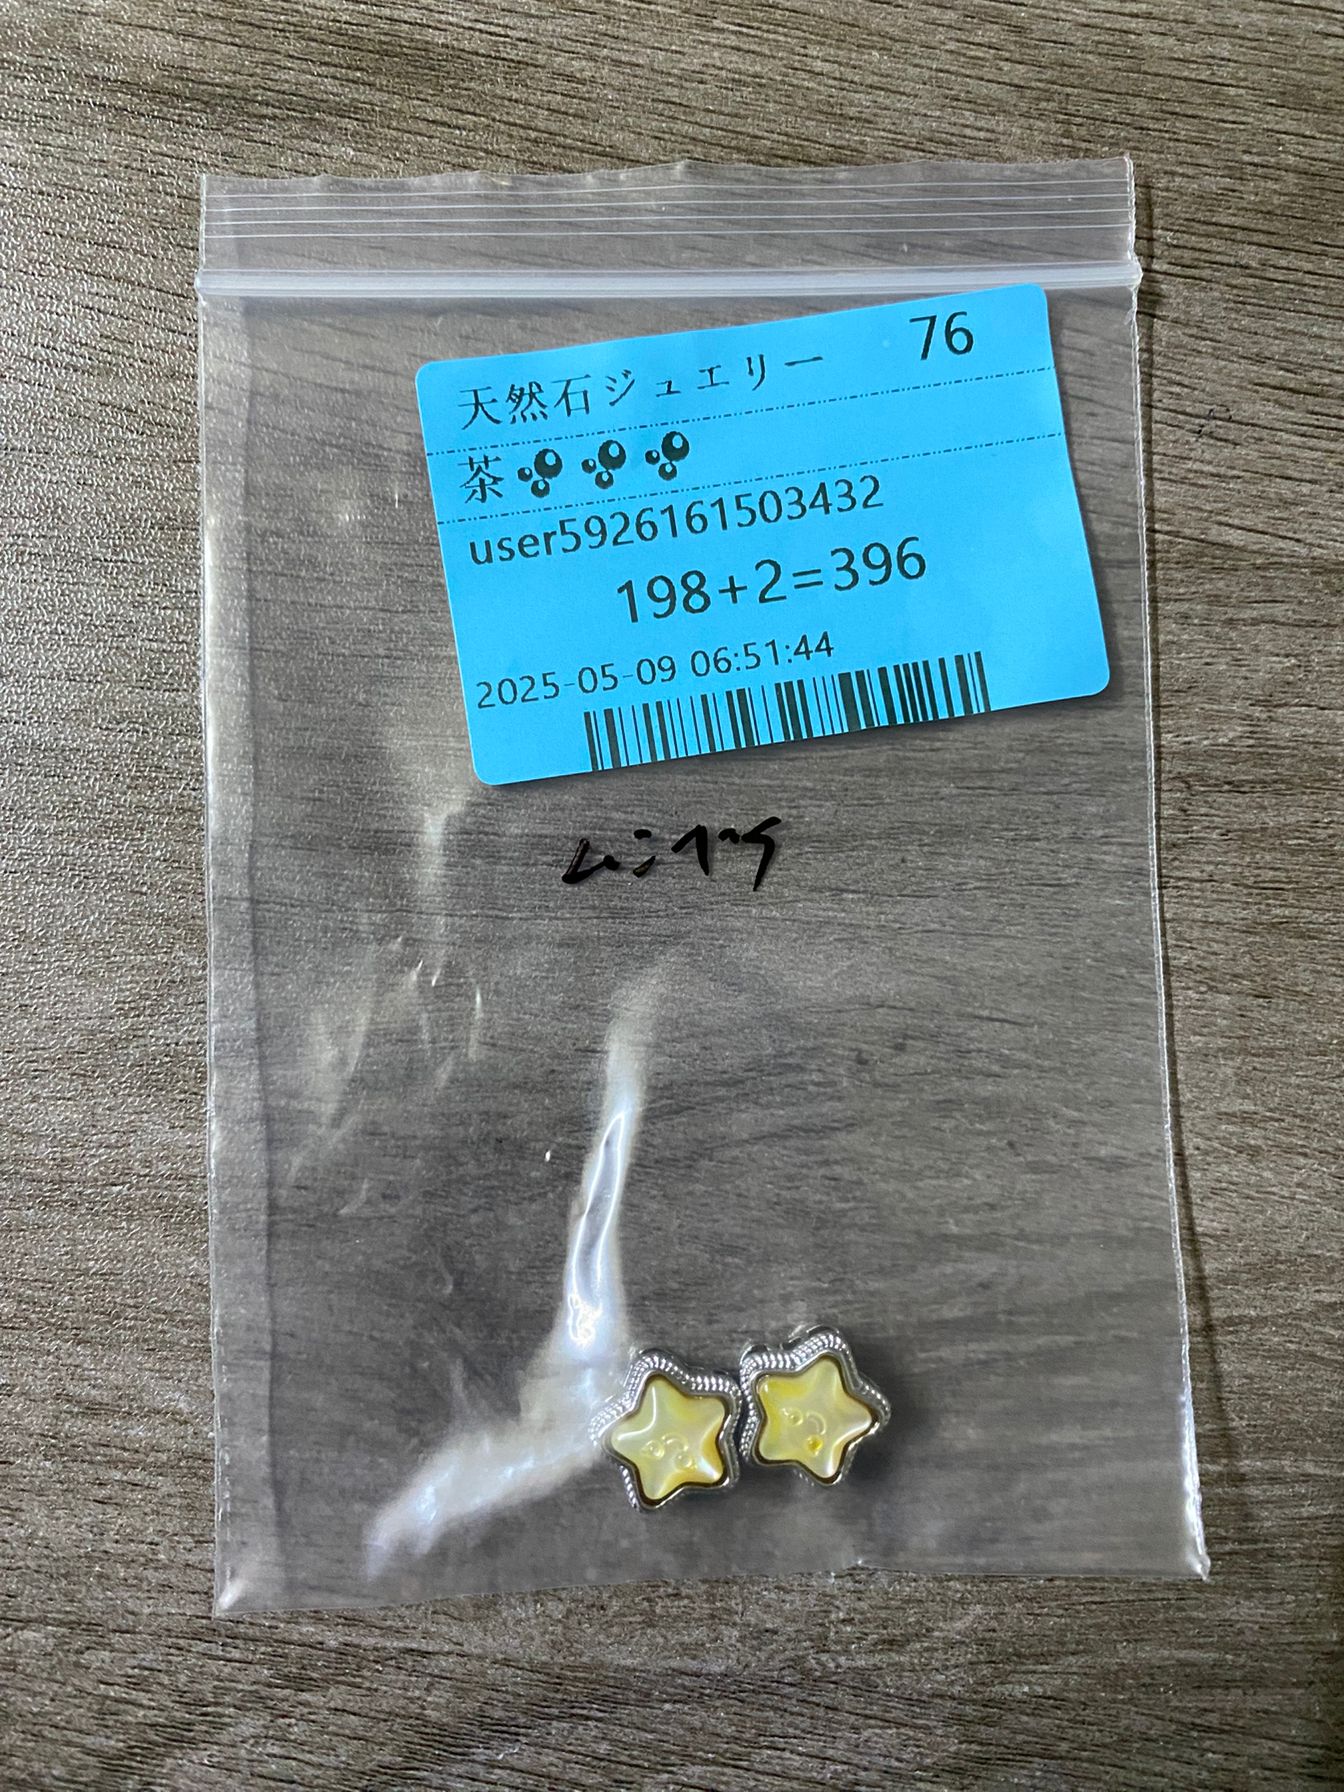 天然石ジュエリー 76
茶🫧🫧🫧
user5926161503432
198+2=396
2025-05-09 06:51:44